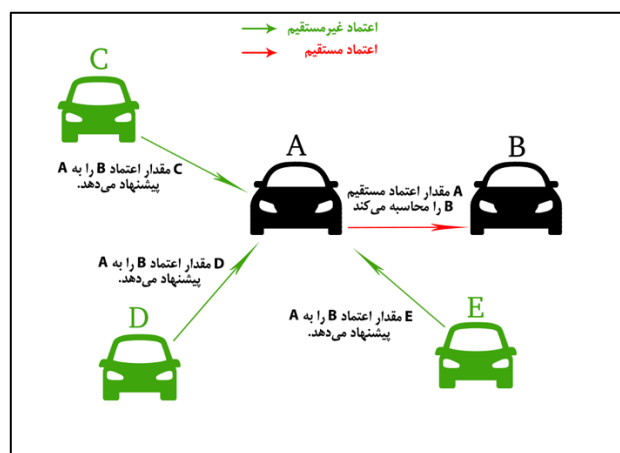 اعتماد غیرمستقیم
اعتماد مستقیم
C
A
B
C مقدار اعتماد B را به A
پیشنهاد می‌دهد.
A مقدار اعتماد مستقیم
B را محاسبه می‌کند
D مقدار اعتماد B را به A
پیشنهاد می‌دهد.
D
E
E مقدار اعتماد B را به A
پیشنهاد می‌دهد.